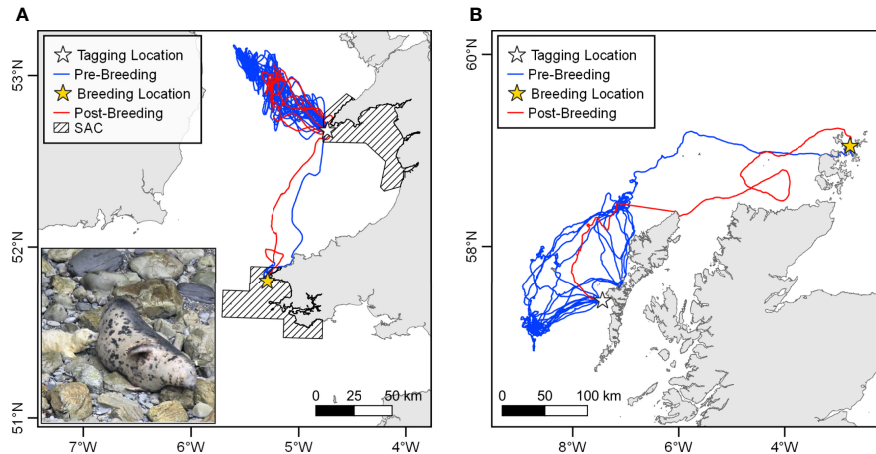 A
Tagging Location
Pre-Breeding
Breeding Location
Post-Breeding
SAC
53°N
52°N
51°N
0 25 50 km
7°W 6°W 5°W 4°W
B
Tagging Location
Pre-Breeding
Breeding Location
Post-Breeding
60°N
58°N
0 50 100 km
8°W 6°W 4°W